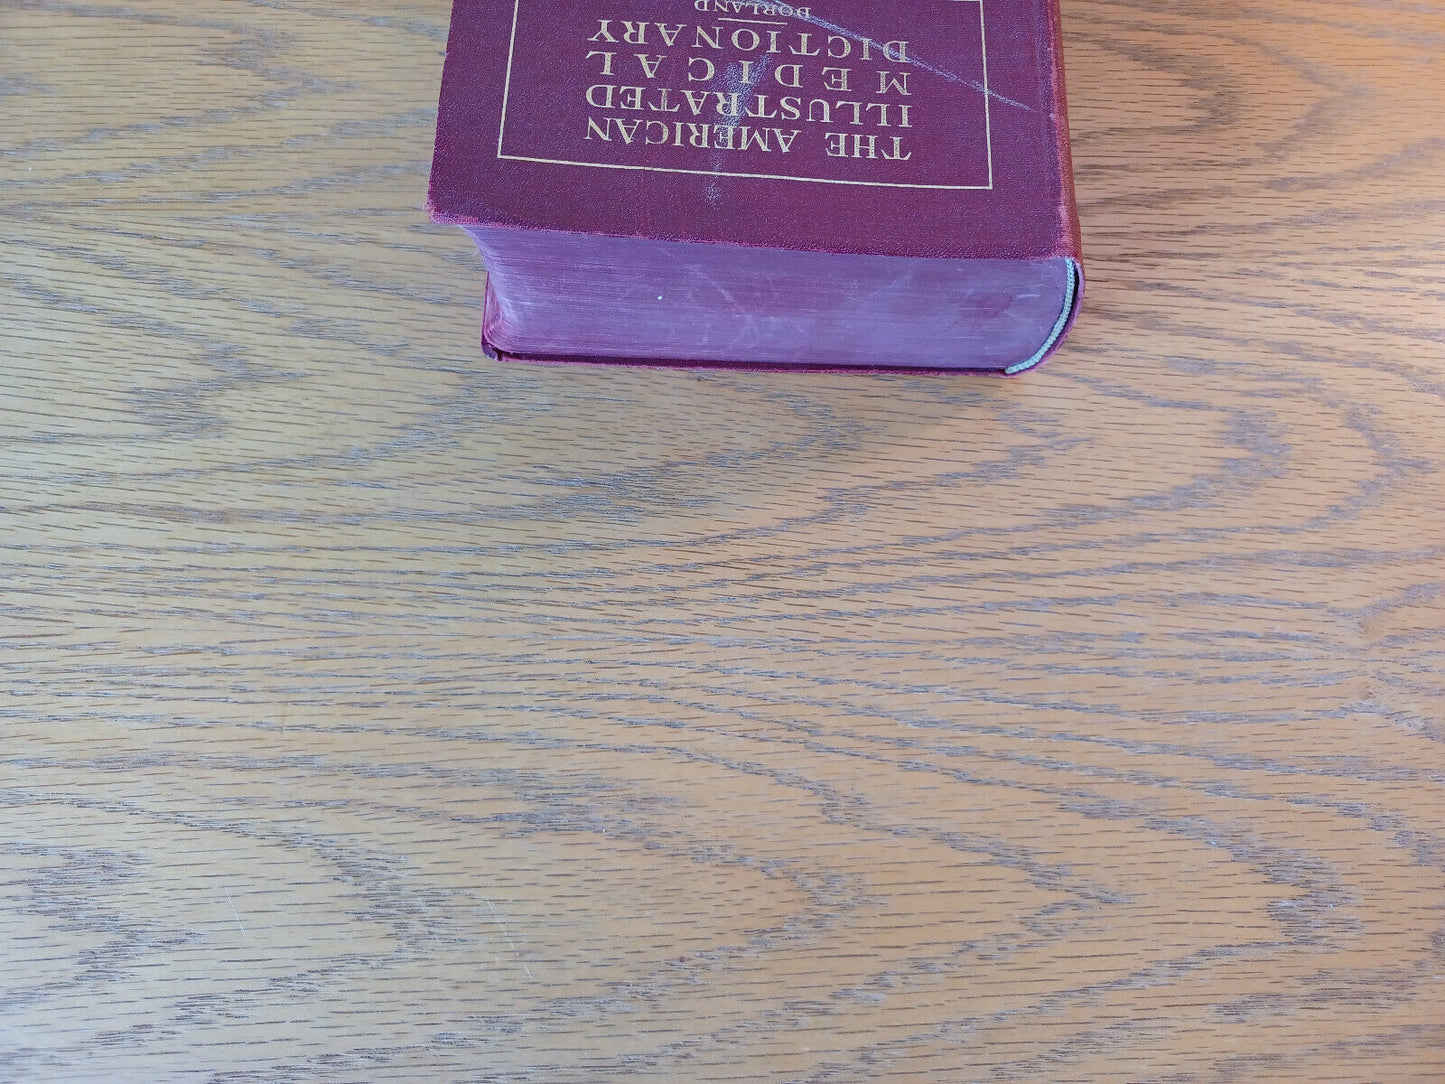 THE AMERICAN
ILLUSTRATED
MEDICAL
DICTIONARY
DORLAND